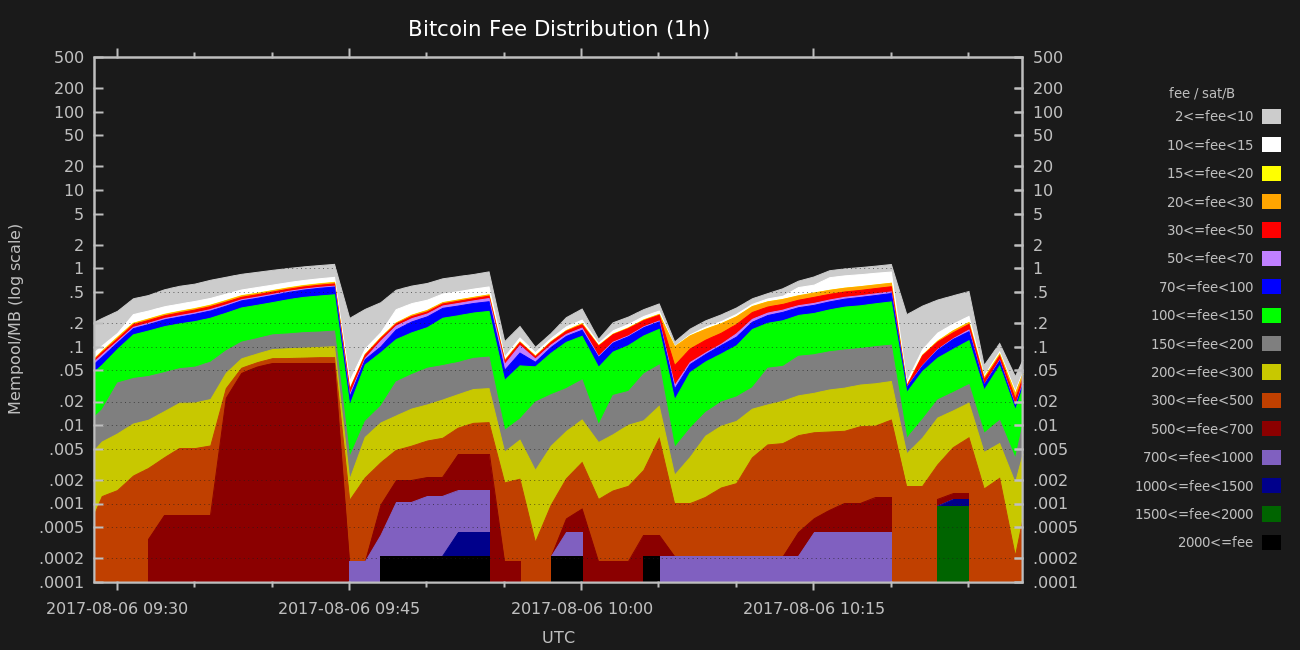 Bitcoin Fee Distribution (1h)
Mempool/MB (log scale)
500
200
100
50
20
10
5
2
1
.5
.2
.1
.05
.02
.01
.005
.002
.001
.0005
.0002
.0001
500
200
100
50
20
10
5
2
1
.5
.2
.1
.05
.02
.01
.005
.002
.001
.0005
.0002
.0001
2017-08-06 09:30
2017-08-06 09:45
2017-08-06 10:00
2017-08-06 10:15
UTC
fee / sat/B
2<=fee<10
10<=fee<15
15<=fee<20
20<=fee<30
30<=fee<50
50<=fee<70
70<=fee<100
100<=fee<150
150<=fee<200
200<=fee<300
300<=fee<500
500<=fee<700
700<=fee<1000
1000<=fee<1500
1500<=fee<2000
2000<=fee